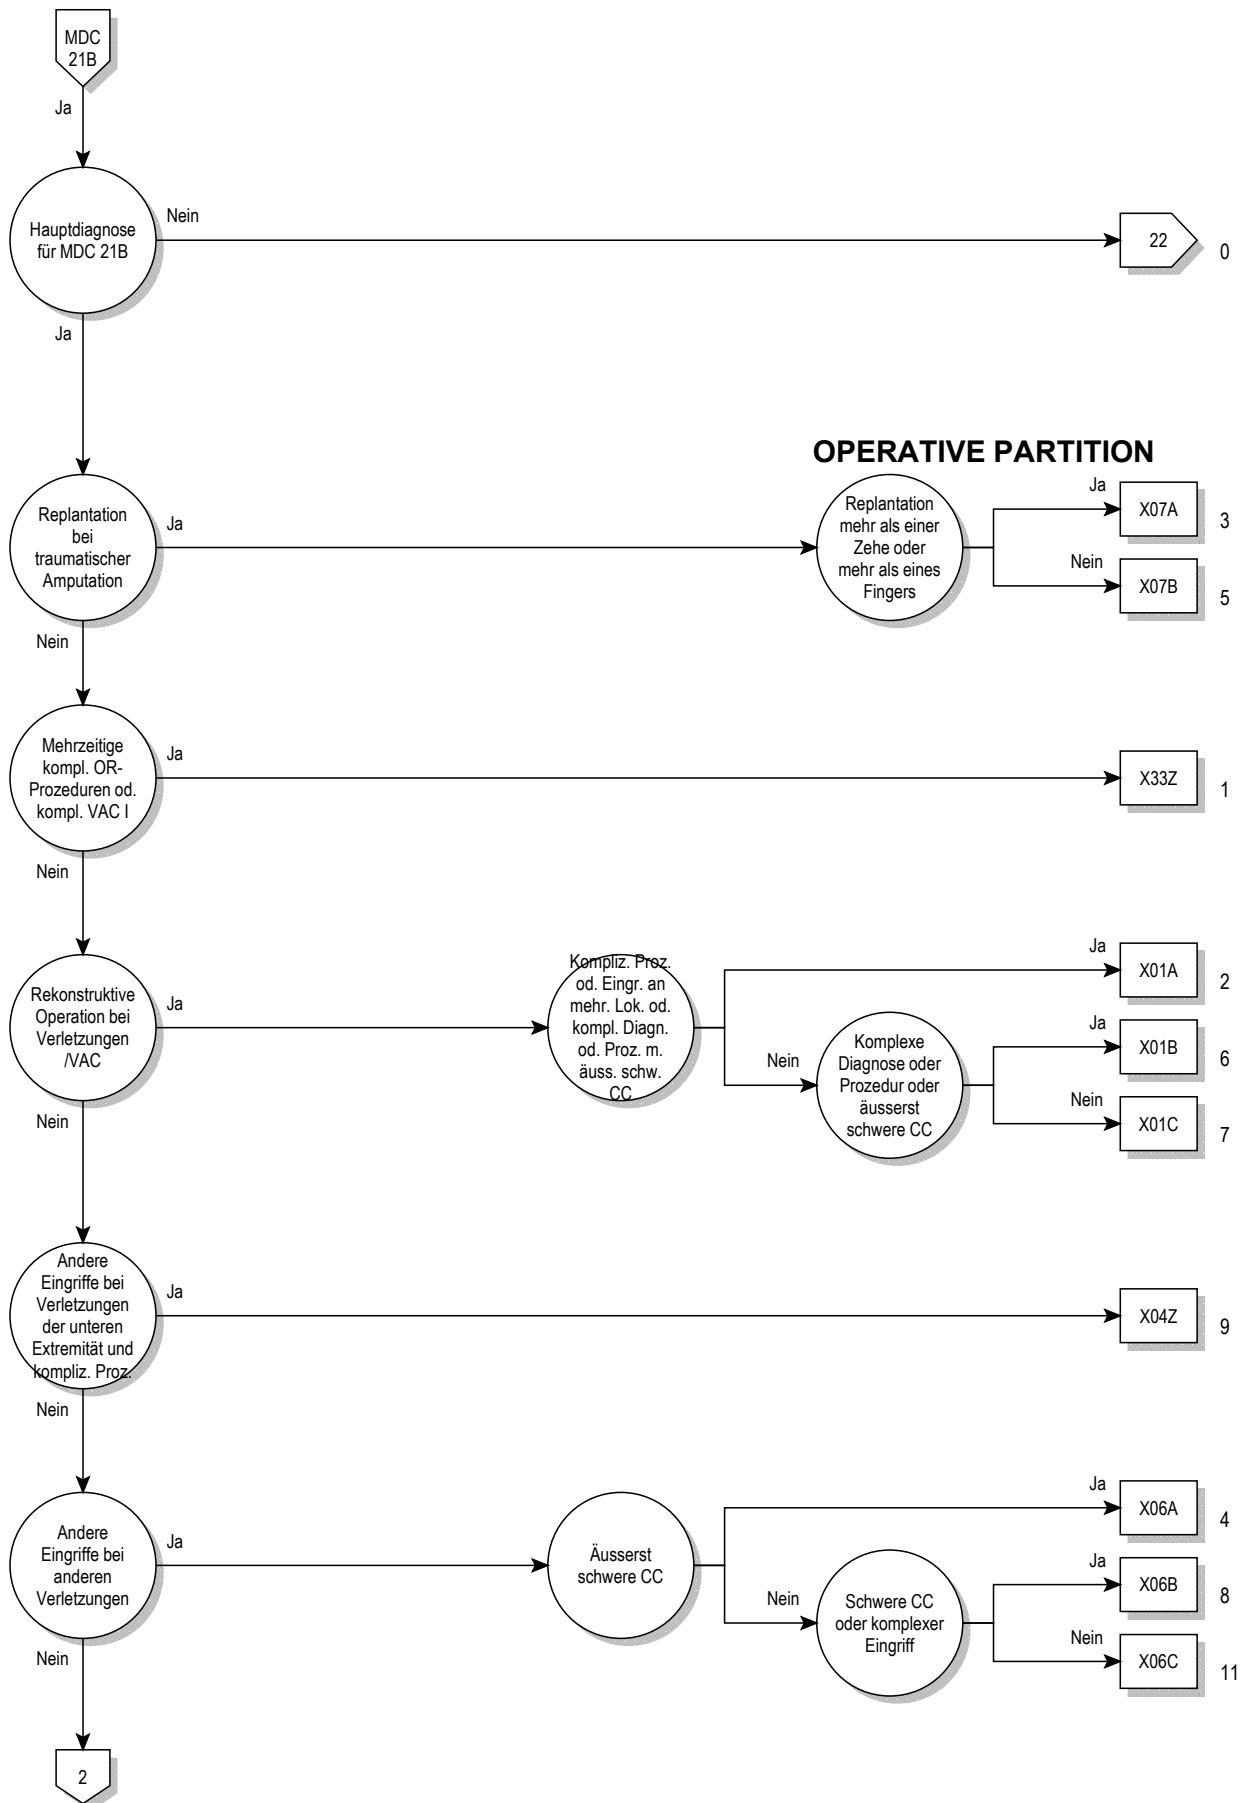 MDC
21B
Ja
Hauptdiagnose
für MDC 21B
Nein
22
0
Ja
OPERATIVE PARTITION
Replantation
bei
traumatischer
Amputation
Ja
Replantation
mehr als einer
Zehe oder
mehr als eines
Fingers
Ja
X07A
3
Nein
X07B
5
Nein
Mehrzeitige
kompl. OR-
Prozeduren od.
kompl. VAC I
Ja
X33Z
1
Nein
Rekonstruktive
Operation bei
Verletzungen
/VAC
Ja
Kompliz. Proz.
od. Eingr. an
mehr. Lok. od.
kompl. Diagn.
od. Proz. m.
äuss. schw.
CC
Ja
X01A
2
Nein
Komplexe
Diagnose oder
Prozedur oder
äusserst
schwere CC
Ja
X01B
6
Nein
X01C
7
Nein
Andere
Eingriffe bei
Verletzungen
der unteren
Extremität und
kompliz. Proz.
Ja
X04Z
9
Nein
Andere
Eingriffe bei
anderen
Verletzungen
Ja
Äusserst
schwere CC
Ja
X06A
4
Nein
Schwere CC
oder komplexer
Eingriff
Ja
X06B
8
Nein
X06C
11
Nein
2